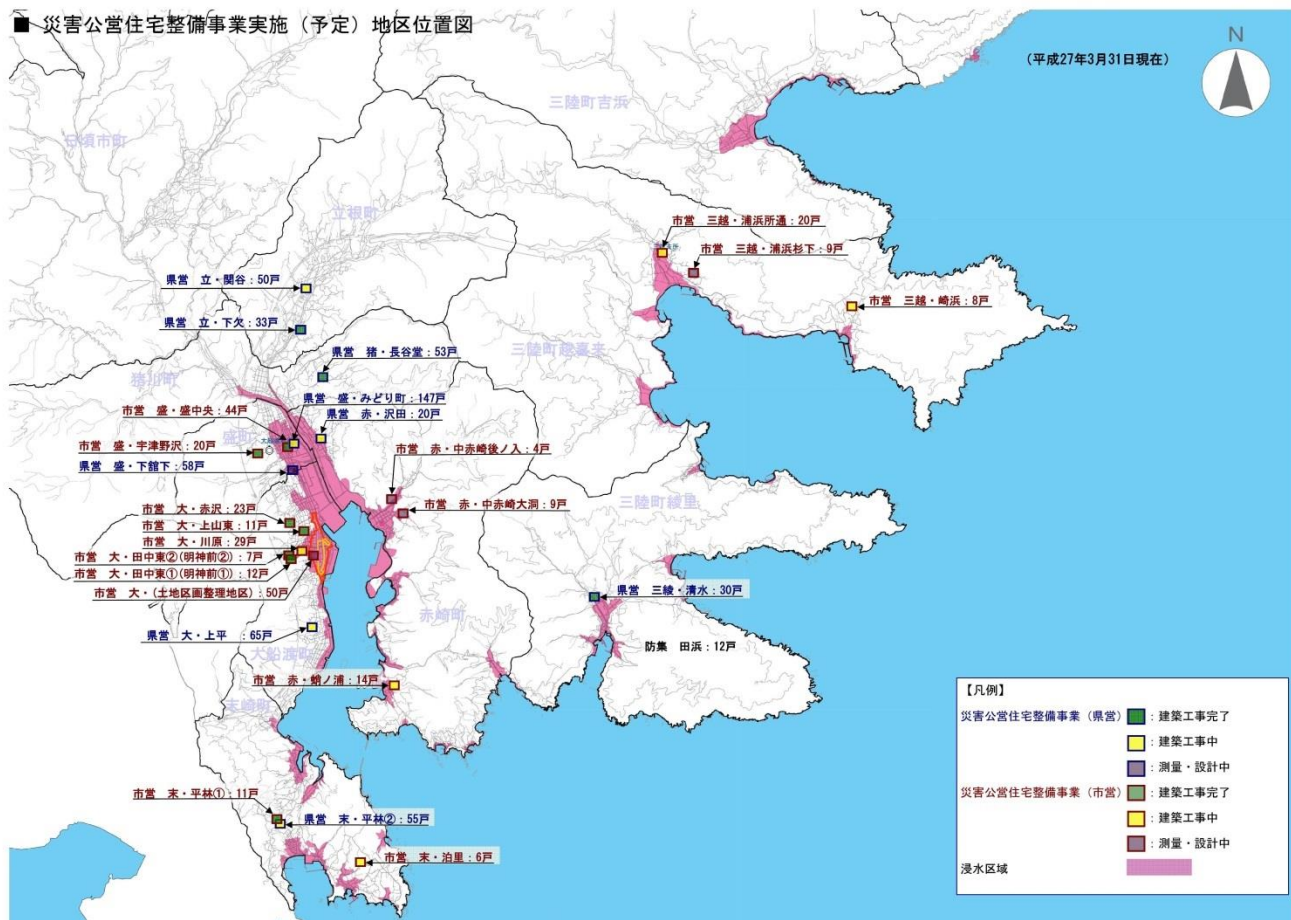 ■ 災害公営住宅整備事業実施（予定）地区位置図
N
（平成27年3月31日現在）
三陸町吉浜
日頃市町
立根町
市営　三越・浦浜所通：20戸
市営　三越・浦浜杉下：9戸
県営　立・関谷：50戸
市営　三越・崎浜：8戸
県営　立・下欠：33戸
三陸町越喜来
県営　猪・長谷堂：53戸
猪川町
県営　盛・みどり町：147戸
市営　盛・盛中央：44戸
県営　赤・沢田：20戸
盛町
市営　盛・宇津野沢：20戸
市営　赤・中赤崎後ノ入：4戸
県営　盛・下舘下：58戸
市営　赤・中赤崎大洞：9戸
三陸町綾里
市営　大・赤沢：23戸
市営　大・上山東：11戸
市営　大・川原：29戸
市営　大・田中東②(明神前②)：7戸
市営　大・田中東①(明神前①)：12戸
市営　大・(土地区画整理地区)：50戸
県営　三綾・清水：30戸
赤崎町
県営　大・上平：65戸
防集　田浜：12戸
大船渡町
市営　赤・蛸ノ浦：14戸
末崎町
市営　末・平林①：11戸
県営　末・平林②：55戸
市営　末・泊里：6戸
【凡例】
災害公営住宅整備事業（県営）：建築工事完了
：建築工事中
：測量・設計中
災害公営住宅整備事業（市営）：建築工事完了
：建築工事中
：測量・設計中
浸水区域